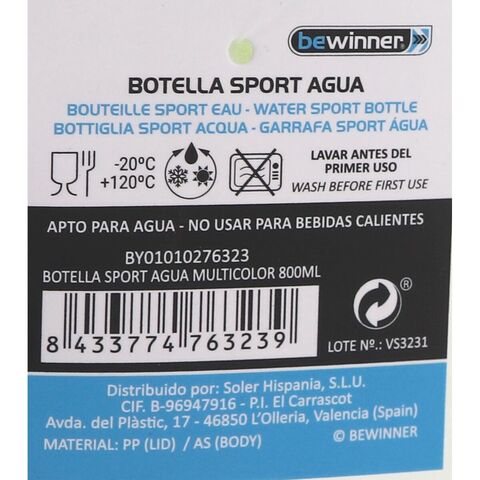 bewinner®
BOTELLA SPORT AGUA
BOUTEILLE SPORT EAU - WATER SPORT BOTTLE
BOTTIGLIA SPORT ACQUA - GARRAFA SPORT ÁGUA
-20ºC
+120ºC
LAVAR ANTES DEL
PRIMER USO
WASH BEFORE FIRST USE
APTO PARA AGUA - NO USAR PARA BEBIDAS CALIENTES
BY01010276323
BOTELLA SPORT AGUA MULTICOLOR 800ML
8 433774 763239
®
LOTE Nº.: VS3231
Distribuido por: Soler Hispania, S.L.U.
CIF. B-96947916 - P.I. El Carrascot
Avda. del Plàstic, 17 - 46850 L'Olleria, Valencia (Spain)
MATERIAL: PP (LID) / AS (BODY)
© BEWINNER